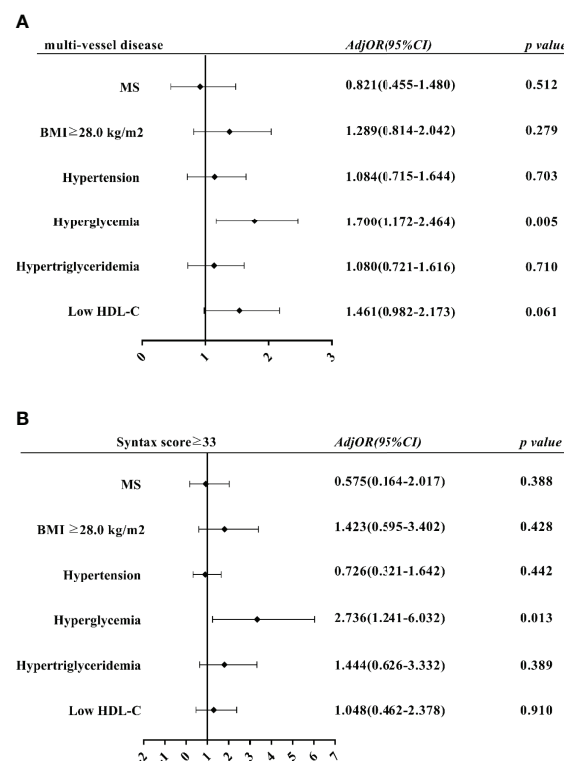 A
multi-vessel disease AdjOR(95%CI) p value
MS 0.821(0.455-1.480) 0.512
BMI≥28.0 kg/m2 1.289(0.814-2.042) 0.279
Hypertension 1.084(0.715-1.644) 0.703
Hyperglycemia 1.700(1.172-2.464) 0.005
Hypertriglyceridemia 1.080(0.721-1.616) 0.710
Low HDL-C 1.461(0.982-2.173) 0.061
0 1 2 3
B
Syntax score≥33 AdjOR(95%CI) p value
MS 0.575(0.164-2.017) 0.388
BMI ≥28.0 kg/m2 1.423(0.595-3.402) 0.428
Hypertension 0.726(0.321-1.642) 0.442
Hyperglycemia 2.736(1.241-6.032) 0.013
Hypertriglyceridemia 1.444(0.626-3.332) 0.389
Low HDL-C 1.048(0.462-2.378) 0.910
-2 -1 0 1 2 3 4 5 6 7